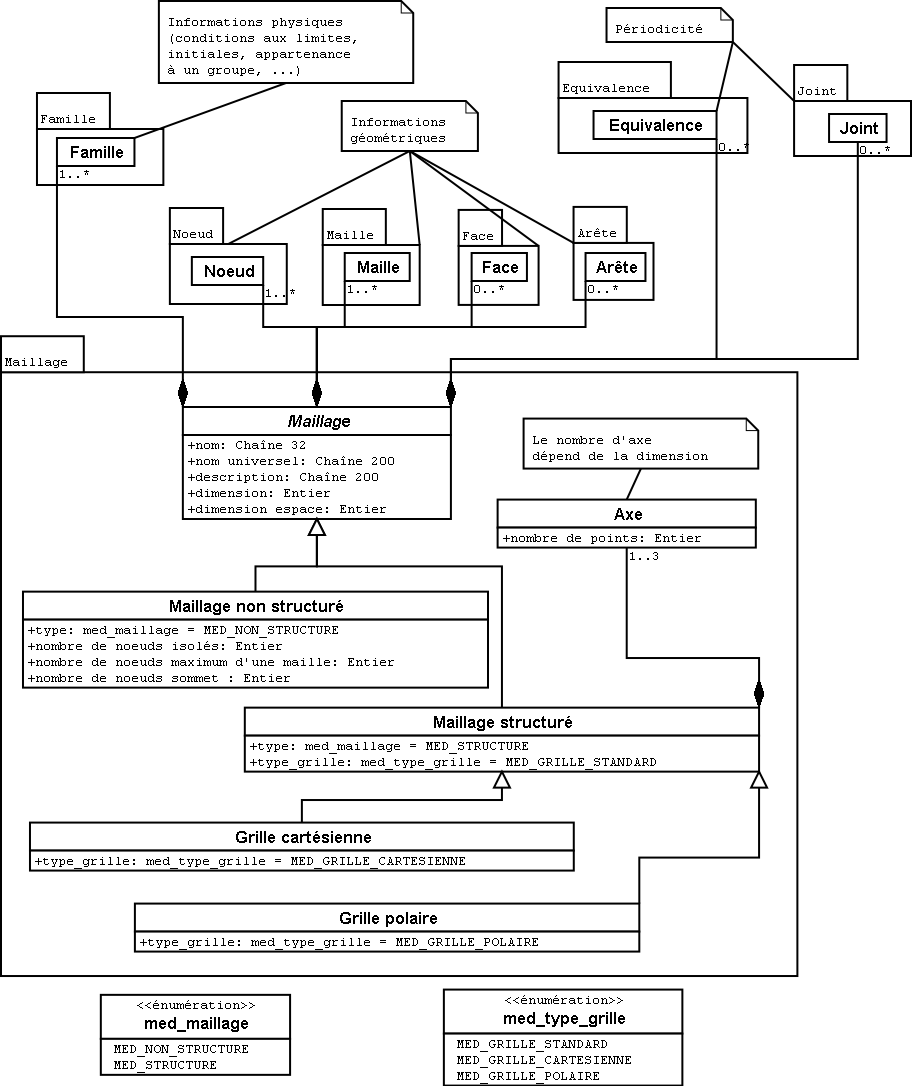 Informations physiques
(conditions aux limites,
initiales, appartenance
à un groupe, ...)
Périodicité
Famille
Famille
1..*
Informations
géométriques
Equivalence
Equivalence
0..*
Joint
Joint
0..*
Noeud
Noeud
1..*
Maille
Maille
1..*
Face
Face
0..*
Arête
Arête
0..*
Maillage
Maillage
+nom: Chaîne 32
+nom universel: Chaîne 200
+description: Chaîne 200
+dimension: Entier
+dimension espace: Entier
Le nombre d'axe
dépend de la dimension
Axe
+nombre de points: Entier
1..3
Maillage non structuré
+type: med_maillage = MED_NON_STRUCTURE
+nombre de noeuds isolés: Entier
+nombre de noeuds maximum d'une maille: Entier
+nombre de noeuds sommet : Entier
Maillage structuré
+type: med_maillage = MED_STRUCTURE
+type_grille: med_type_grille = MED_GRILLE_STANDARD
Grille cartésienne
+type_grille: med_type_grille = MED_GRILLE_CARTESIENNE
Grille polaire
+type_grille: med_type_grille = MED_GRILLE_POLAIRE
<<énumération>>
med_maillage
MED_NON_STRUCTURE
MED_STRUCTURE
<<énumération>>
med_type_grille
MED_GRILLE_STANDARD
MED_GRILLE_CARTESIENNE
MED_GRILLE_POLAIRE